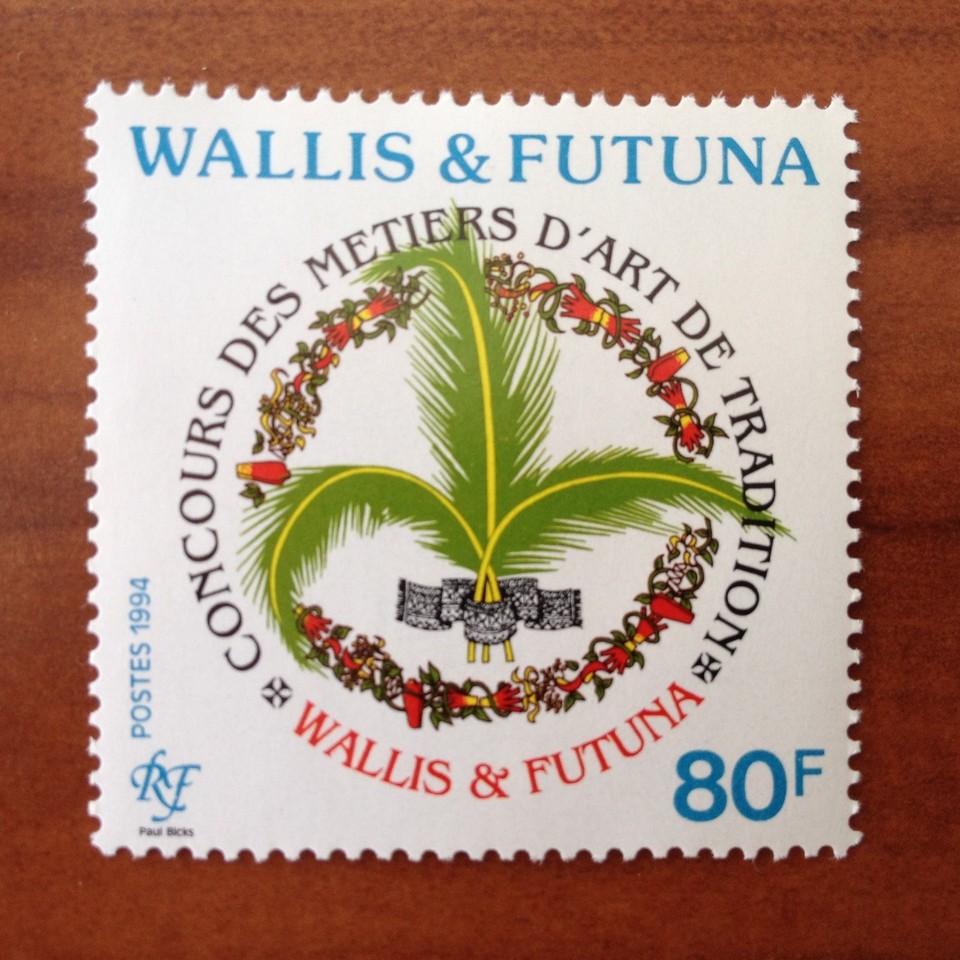 WALLIS & FUTUNA
CONCOURS DES METIERS D'ART DE TRADITION
WALLIS & FUTUNA
POSTES 1994
RF
Paul Bicks
80F